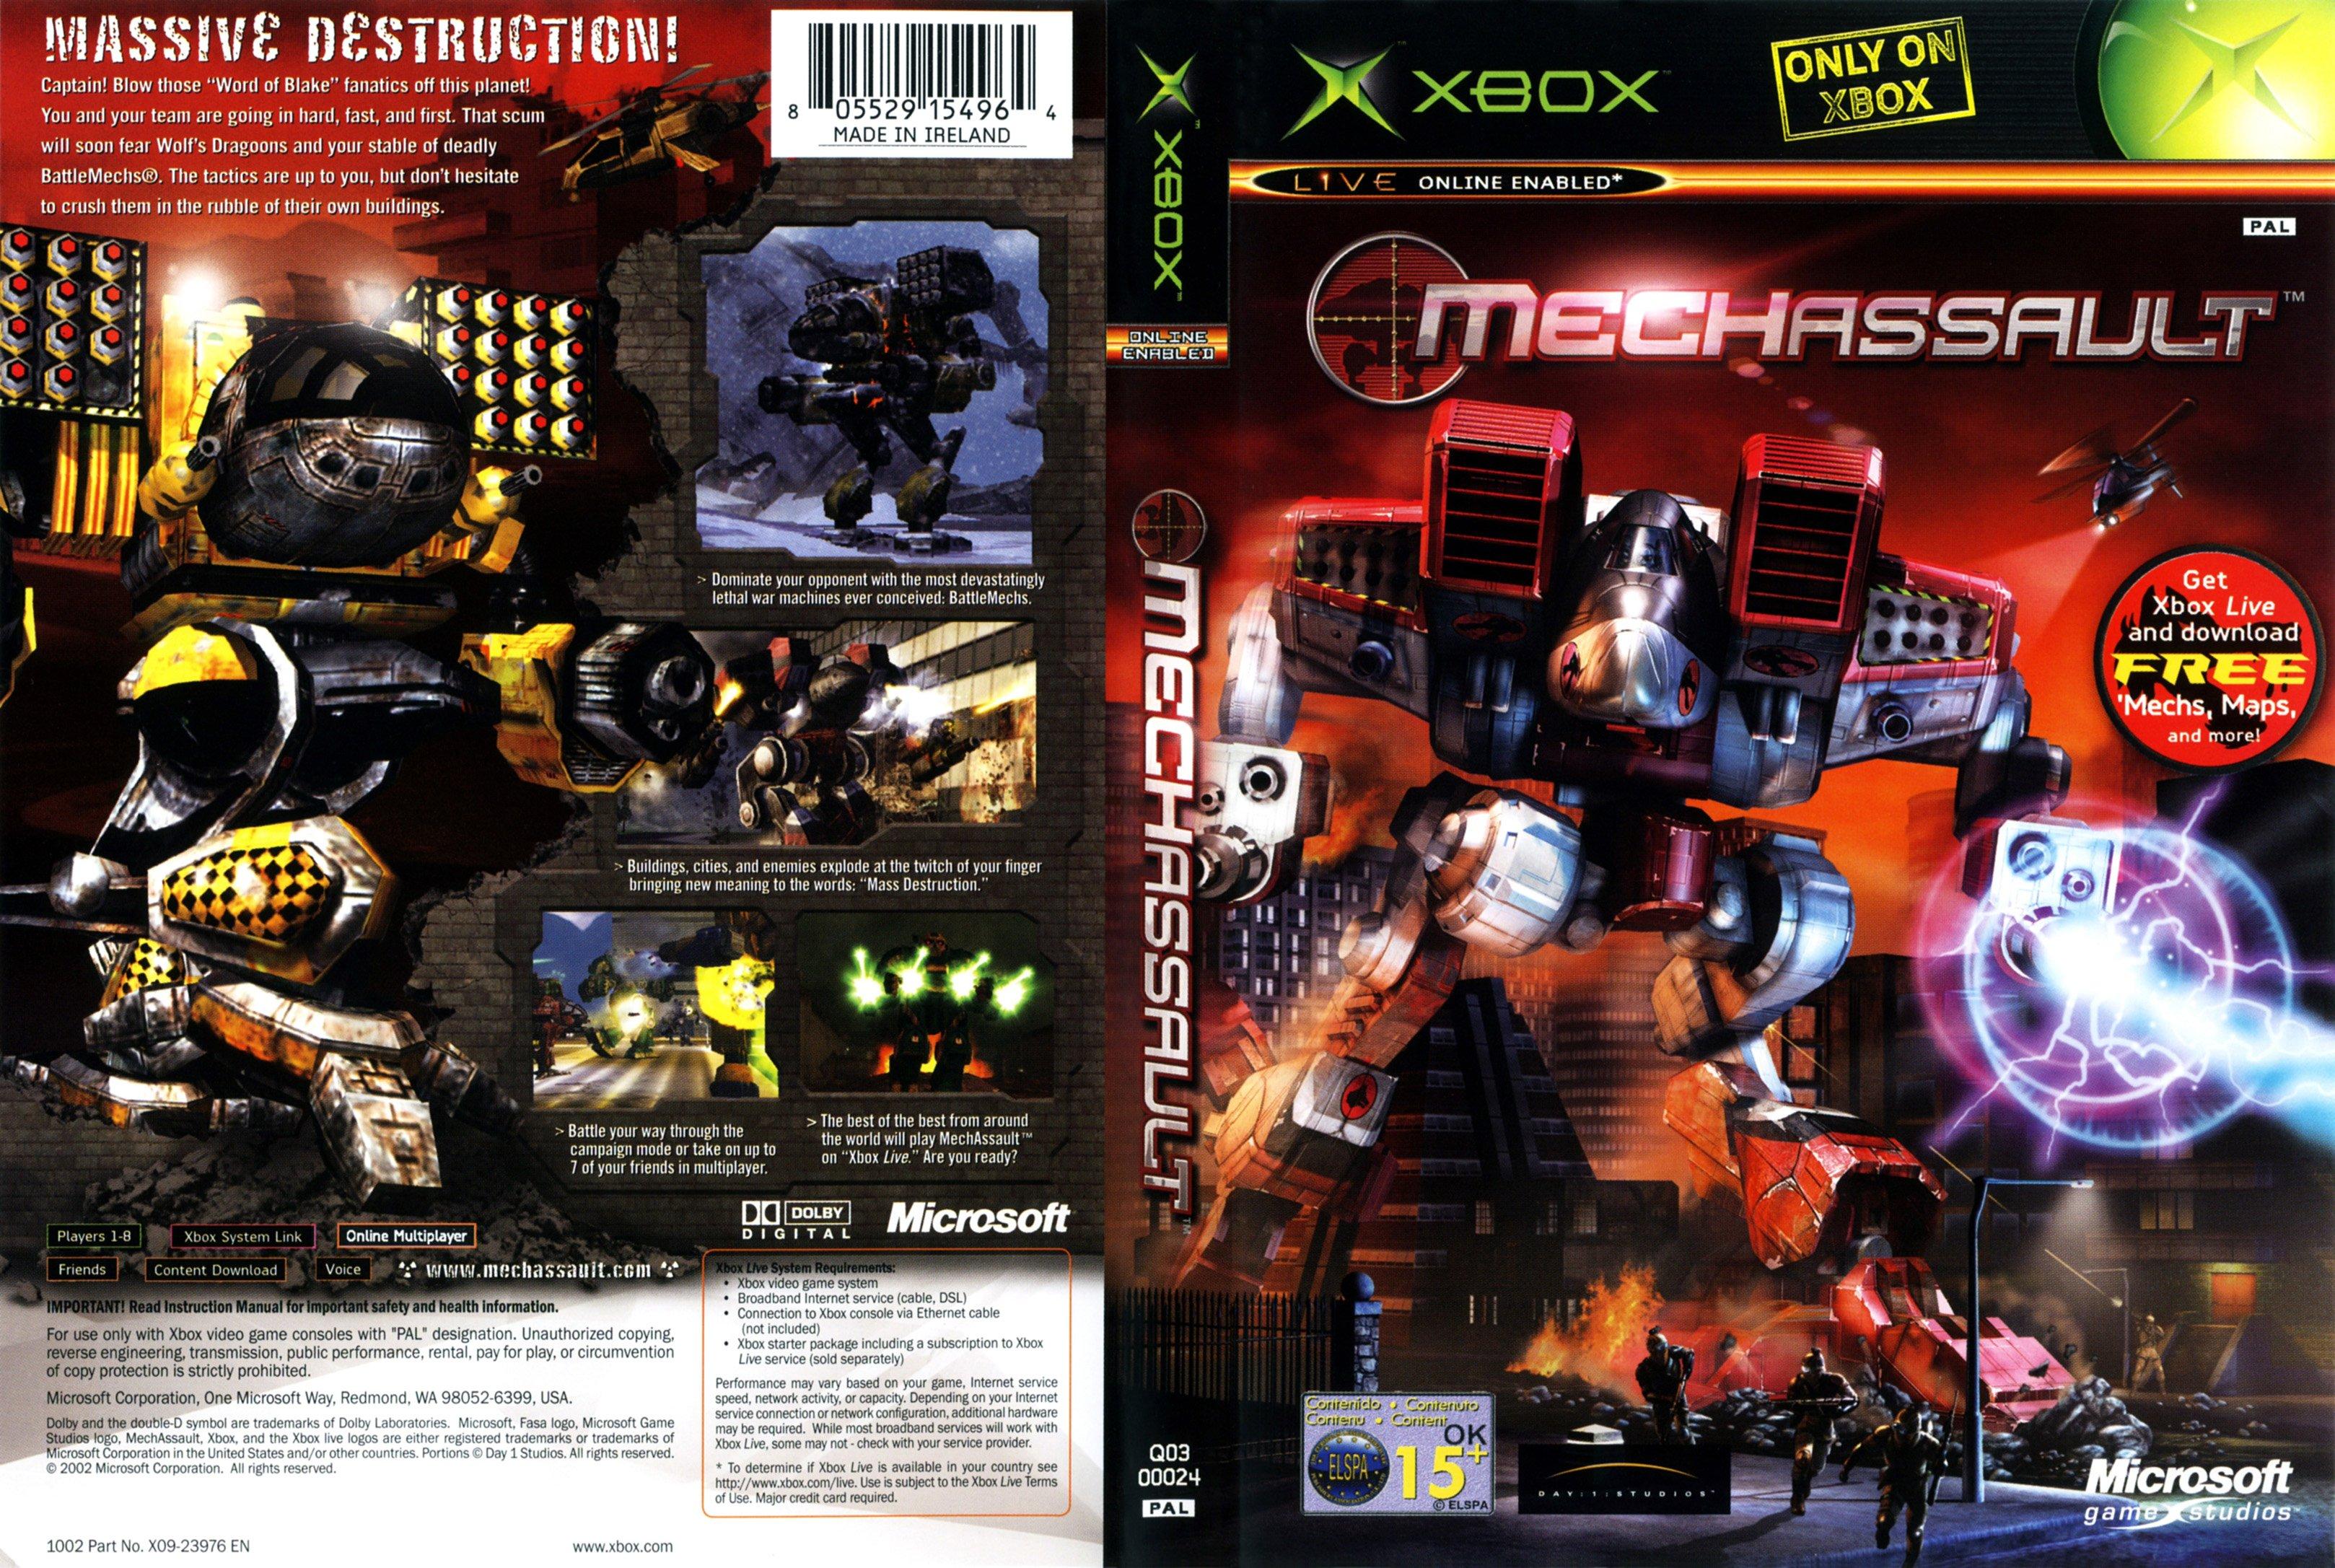 MASSIVE DESTRUCTION!
Captain! Blow those “Word of Blake” fanatics off this planet!
You and your team are going in hard, fast, and first. That scum
will soon fear Wolf's Dragoons and your stable of deadly
BattleMechs®. The tactics are up to you, but don't hesitate
to crush them in the rubble of their own buildings.
8 05529 15496 4
MADE IN IRELAND
> Dominate your opponent with the most devastatingly
lethal war machines ever conceived: BattleMechs.
> Buildings, cities, and enemies explode at the twitch of your finger
bringing new meaning to the words: “Mass Destruction.”
> Battle your way through the
campaign mode or take on up to
7 of your friends in multiplayer.
> The best of the best from around
the world will play MechAssault™
on “Xbox Live.” Are you ready?
DOLBY
DIGITAL
Microsoft
Players 1-8
Xbox System Link
Online Multiplayer
Friends
Content Download
Voice
www.mechassault.com
IMPORTANT! Read Instruction Manual for important safety and health information.
For use only with Xbox video game consoles with "PAL" designation. Unauthorized copying,
reverse engineering, transmission, public performance, rental, pay for play, or circumvention
of copy protection is strictly prohibited.
Microsoft Corporation, One Microsoft Way, Redmond, WA 98052-6399, USA.
Dolby and the double-D symbol are trademarks of Dolby Laboratories. Microsoft, Fasa logo, Microsoft Game
Studios logo, MechAssault, Xbox, and the Xbox live logos are either registered trademarks or trademarks of
Microsoft Corporation in the United States and/or other countries. Portions © Day 1 Studios. All rights reserved.
© 2002 Microsoft Corporation. All rights reserved.
1002 Part No. X09-23976 EN
www.xbox.com
Xbox Live System Requirements:
• Xbox video game system
• Broadband Internet service (cable, DSL)
• Connection to Xbox console via Ethernet cable
(not included)
• Xbox starter package including a subscription to Xbox
Live service (sold separately)
Performance may vary based on your game, Internet service
speed, network activity, or capacity. Depending on your Internet
service connection or network configuration, additional hardware
may be required. While most broadband services will work with
Xbox Live, some may not - check with your service provider.
* To determine if Xbox Live is available in your country see
http://www.xbox.com/live. Use is subject to the Xbox Live Terms
of Use. Major credit card required.
XBOX™
ONLINE
ENABLED
MECHASSAULT™
Q03
00024
PAL
XBOX™
ONLY ON
XBOX
LIVE ONLINE ENABLED*
PAL
MECHASSAULT™
Get
Xbox Live
and download
FREE
'Mechs, Maps,
and more!
Contenido • Contenuto
Contenu • Content
OK
ELSPA
15+
© ELSPA
DAY:1:STUDIOS™
Microsoft
game studios™